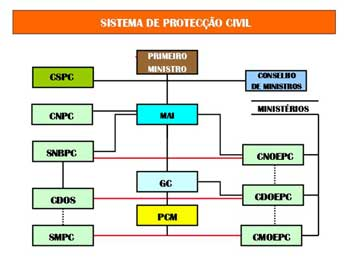 SISTEMA DE PROTECÇÃO CIVIL
PRIMEIRO
MINISTRO
CSPC
CONSELHO
DE MINISTROS
CNPC
MAI
MINISTÉRIOS
SNBPC
CNOEPC
GC
CDOS
CDOEPC
PCM
SMPC
CMOEPC